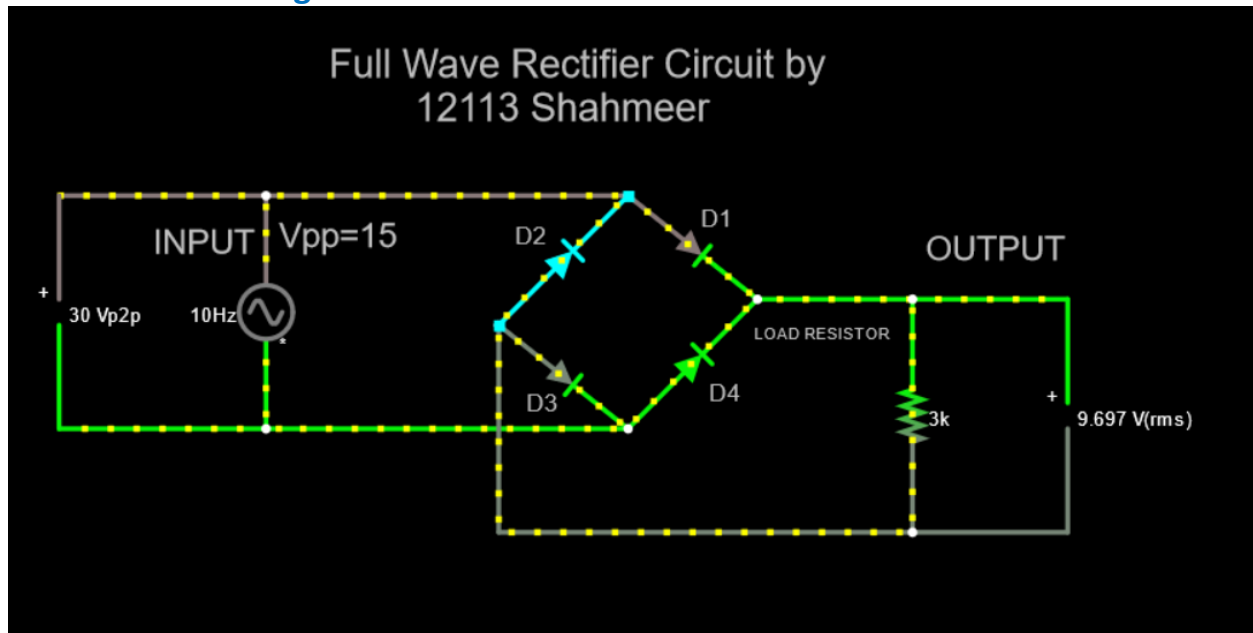 Full Wave Rectifier Circuit by
12113 Shahmeer
D1
D2
INPUT
Vpp=15
OUTPUT
+
30 Vp2p
10Hz
*
LOAD RESISTOR
D3
D4
3k
+
9.697 V(rms)